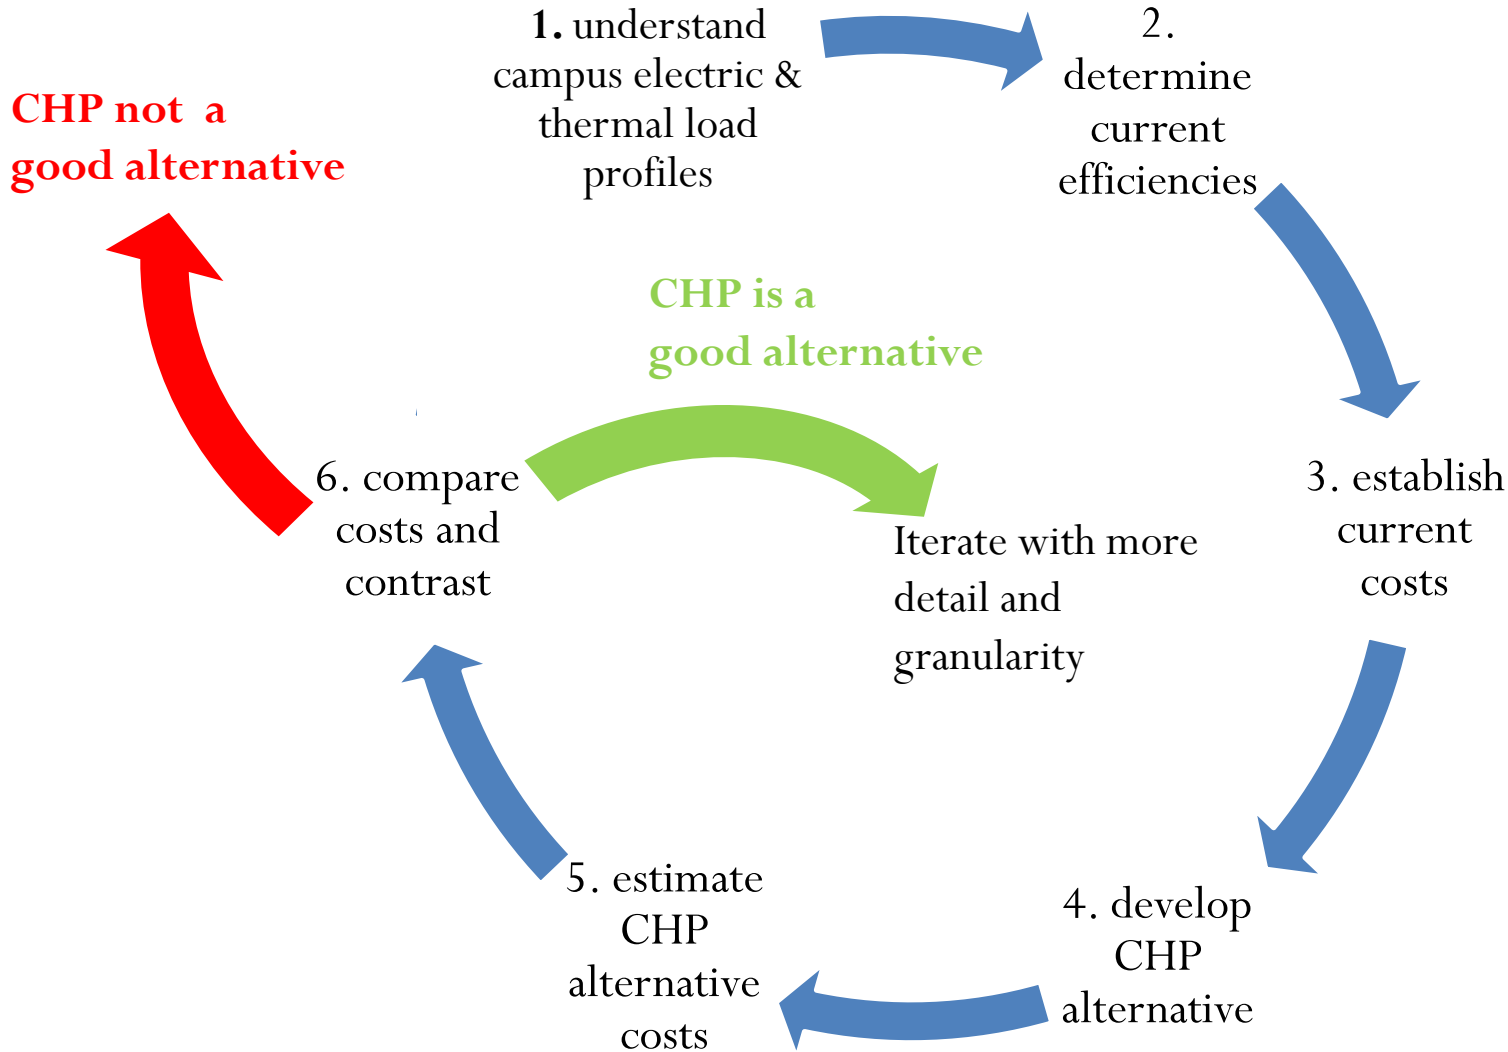 1. understand
campus electric &
thermal load
profiles
2.
determine
current
efficiencies
3. establish
current
costs
4. develop
CHP
alternative
5. estimate
CHP
alternative
costs
6. compare
costs and
contrast
CHP not a
good alternative
CHP is a
good alternative
Iterate with more
detail and
granularity